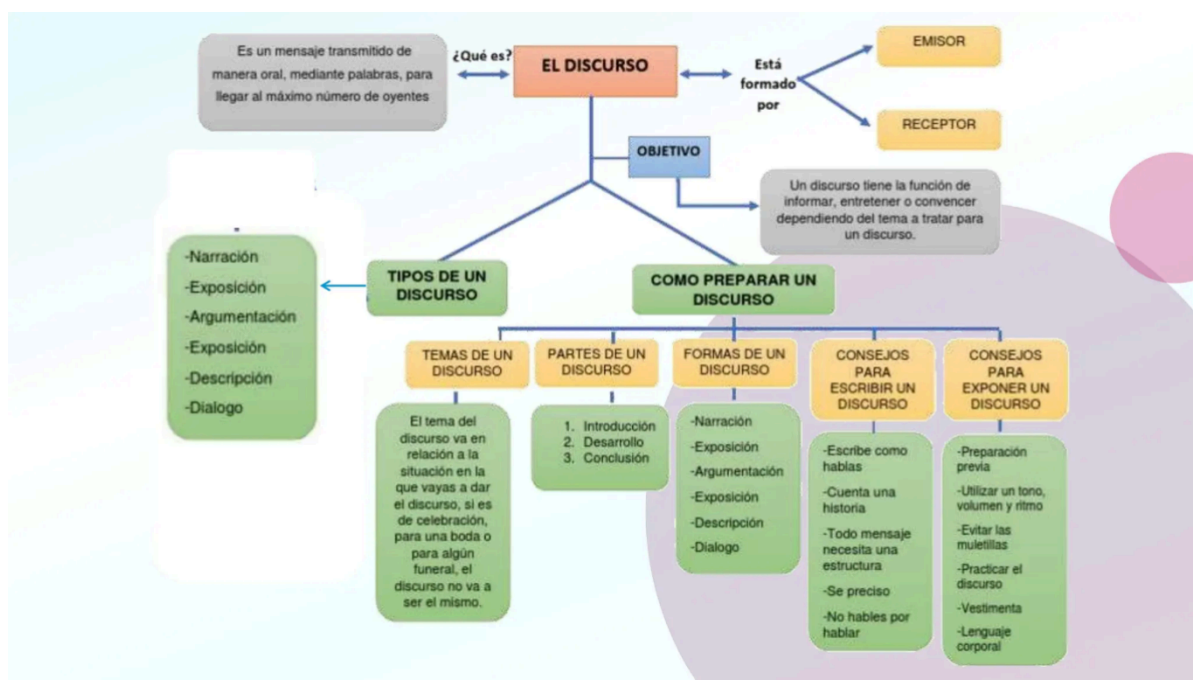 Es un mensaje transmitido de
manera oral, mediante palabras, para
llegar al máximo número de oyentes
¿Qué es?
EL DISCURSO
Está
formado
por
EMISOR
RECEPTOR
OBJETIVO
Un discurso tiene la función de
informar, entretener o convencer
dependiendo del tema a tratar para
un discurso.
TIPOS DE UN
DISCURSO
-Narración
-Exposición
-Argumentación
-Exposición
-Descripción
-Dialogo
COMO PREPARAR UN
DISCURSO
TEMAS DE UN
DISCURSO
El tema del
discurso va en
relación a la
situación en la
que vayas a dar
el discurso, si es
de celebración,
para una boda o
para algún
funeral, el
discurso no va a
ser el mismo.
PARTES DE UN
DISCURSO
1. Introducción
2. Desarrollo
3. Conclusión
FORMAS DE UN
DISCURSO
-Narración
-Exposición
-Argumentación
-Exposición
-Descripción
-Dialogo
CONSEJOS
PARA
ESCRIBIR UN
DISCURSO
-Escribe como
hablas
-Cuenta una
historia
-Todo mensaje
necesita una
estructura
-Se preciso
-No hables por
hablar
CONSEJOS
PARA
EXPONER UN
DISCURSO
-Preparación
previa
-Utilizar un tono,
volumen y ritmo
-Evitar las
muletillas
-Practicar el
discurso
-Vestimenta
-Lenguaje
corporal